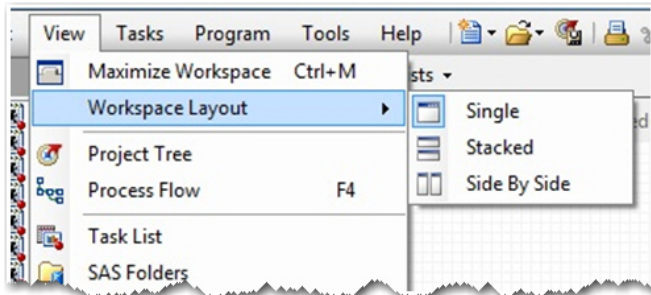 View Tasks Program Tools Help
Maximize Workspace Ctrl+M
sts
Workspace Layout
Single
Stacked
Side By Side
Project Tree
Process Flow F4
Task List
SAS Folders